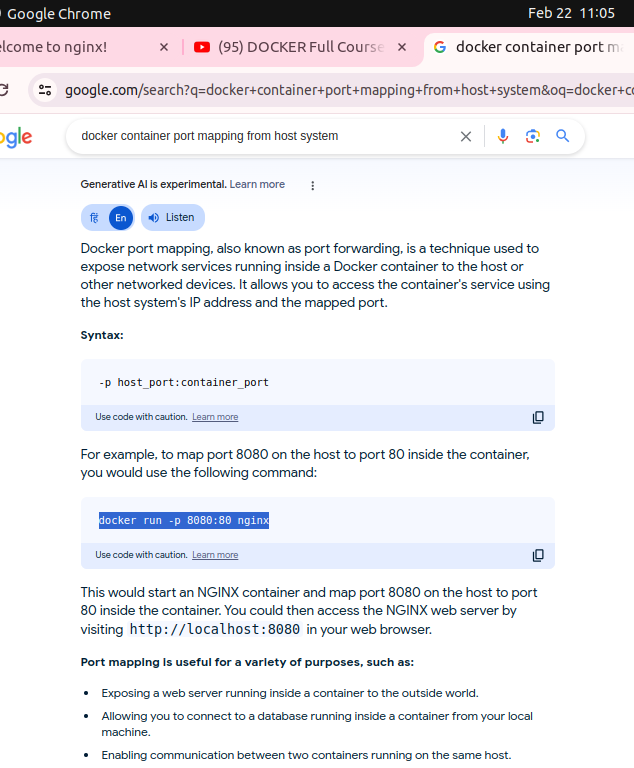 Google Chrome Feb 22 11:05
elcome to nginx! × (95) DOCKER Full Course × G docker container port m
google.com/search?q=docker+container+port+mapping+from+host+system&oq=docker+c
ogle docker container port mapping from host system
Generative AI is experimental. Learn more
हिं En Listen
Docker port mapping, also known as port forwarding, is a technique used to
expose network services running inside a Docker container to the host or
other networked devices. It allows you to access the container's service using
the host system's IP address and the mapped port.
Syntax:
-p host_port:container_port
Use code with caution. Learn more
For example, to map port 8080 on the host to port 80 inside the container,
you would use the following command:
docker run -p 8080:80 nginx
Use code with caution. Learn more
This would start an NGINX container and map port 8080 on the host to port
80 inside the container. You could then access the NGINX web server by
visiting http://localhost:8080 in your web browser.
Port mapping is useful for a variety of purposes, such as:
• Exposing a web server running inside a container to the outside world.
• Allowing you to connect to a database running inside a container from your local
machine.
• Enabling communication between two containers running on the same host.